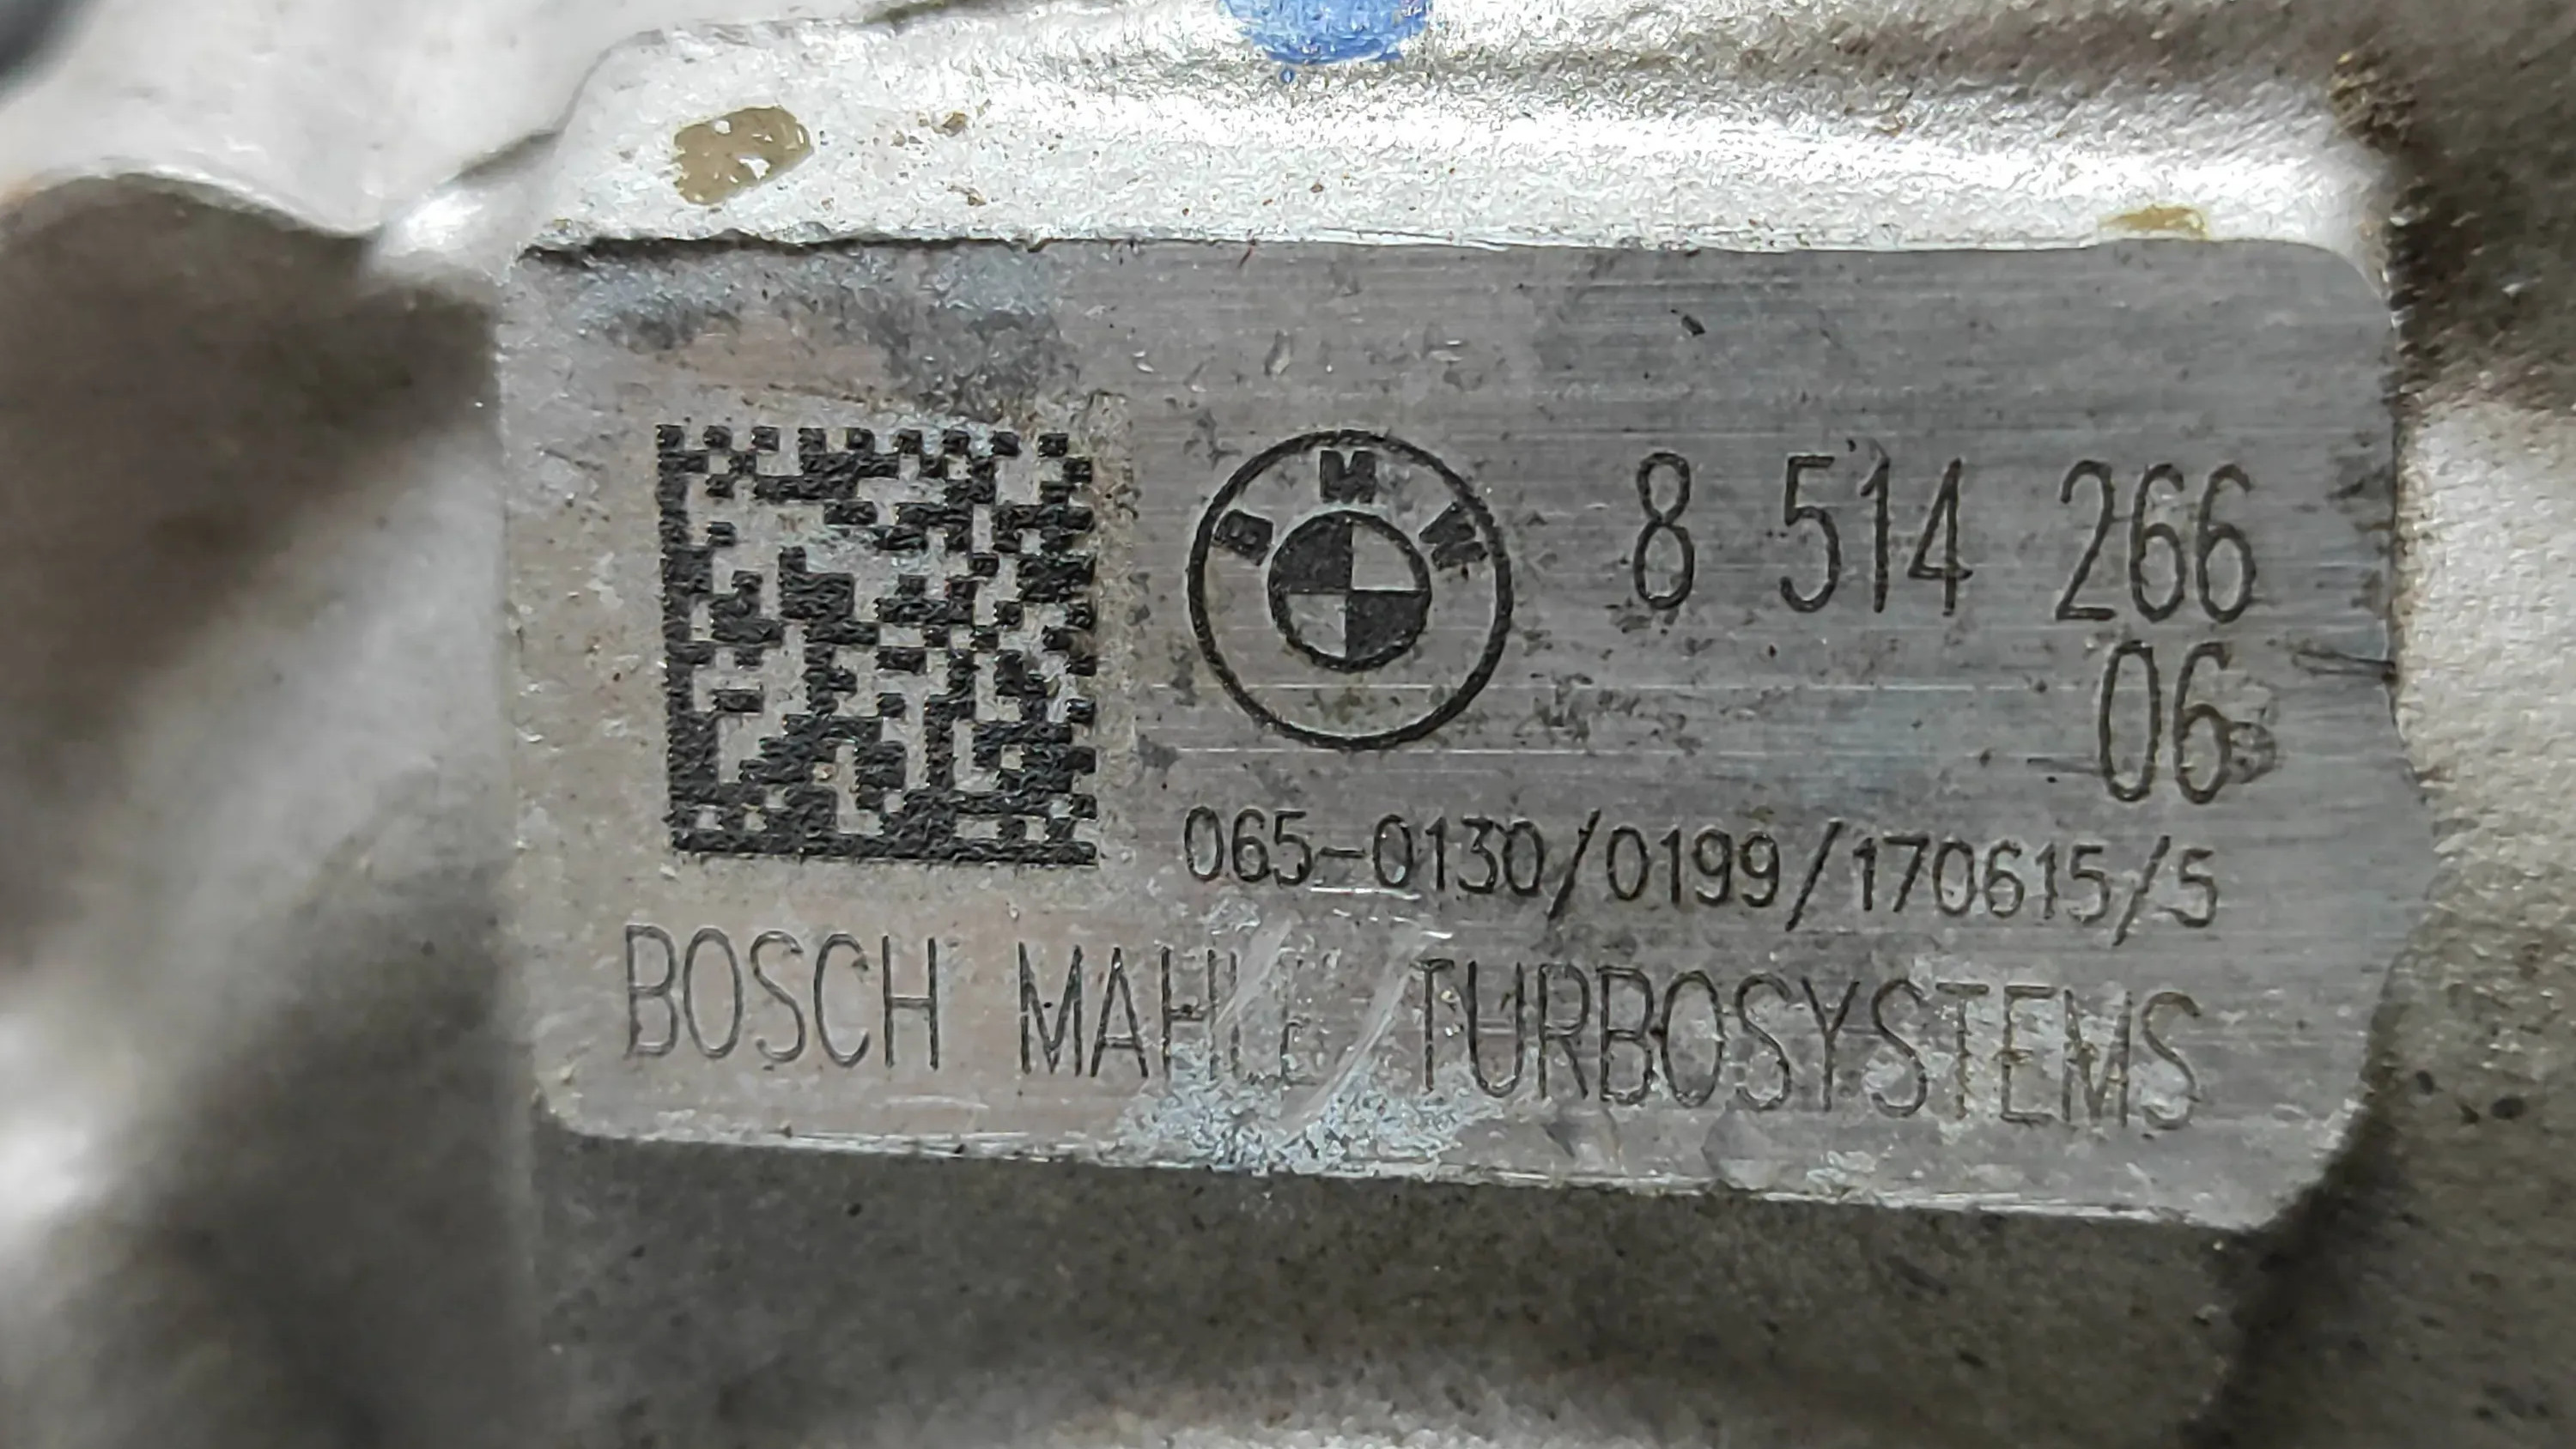 BMW
8 514 266
06
065-0130/0199/170615/5
BOSCH MAHLE TURBOSYSTEMS